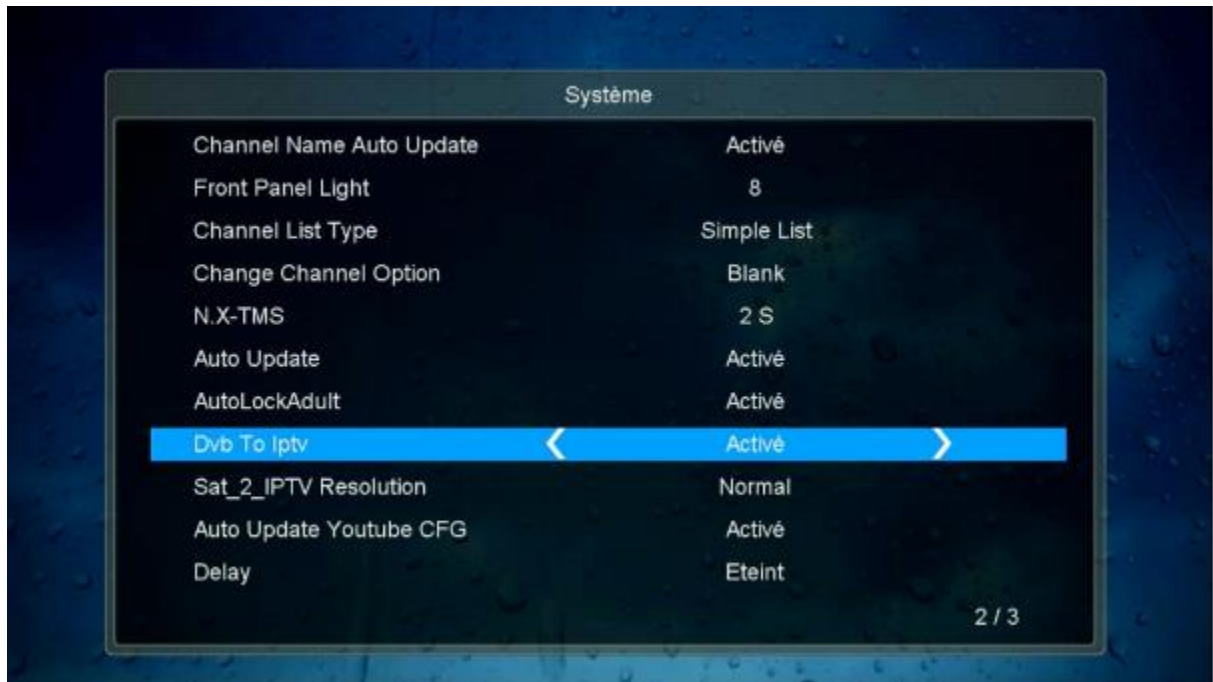 Système
Channel Name Auto Update Activé
Front Panel Light 8
Channel List Type Simple List
Change Channel Option Blank
N.X-TMS 2 S
Auto Update Activé
AutoLockAdult Activé
Dvb To Iptv Activé
Sat_2_IPTV Resolution Normal
Auto Update Youtube CFG Activé
Delay Eteint
2 / 3